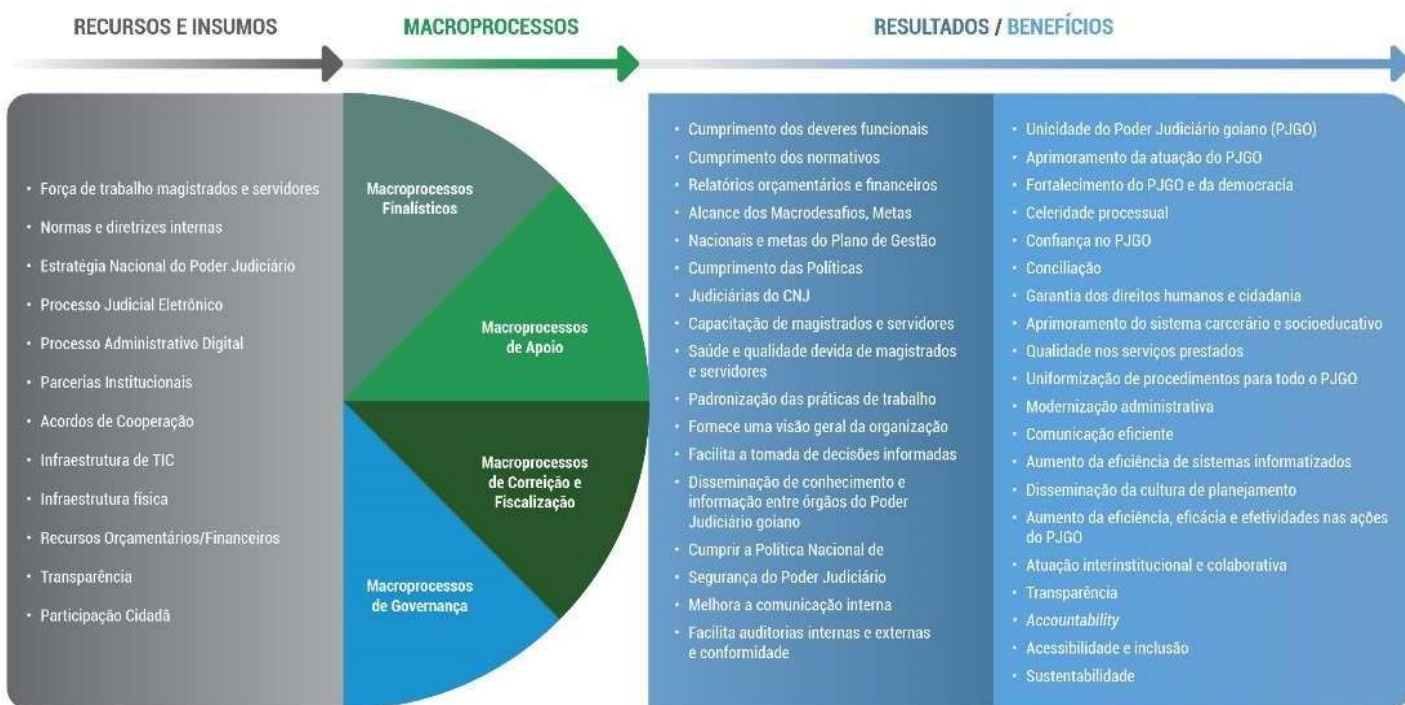 RECURSOS E INSUMOS
MACROPROCESSOS
RESULTADOS / BENEFÍCIOS
• Força de trabalho magistrados e servidores
• Normas e diretrizes internas
• Estratégia Nacional do Poder Judiciário
• Processo Judicial Eletrônico
• Processo Administrativo Digital
• Parcerias Institucionais
• Acordos de Cooperação
• Infraestrutura de TIC
• Infraestrutura física
• Recursos Orçamentários/Financeiros
• Transparência
• Participação Cidadã
Macroprocessos
Finalísticos
Macroprocessos
de Apoio
Macroprocessos
de Correição e
Fiscalização
Macroprocessos
de Governança
• Cumprimento dos deveres funcionais
• Cumprimento dos normativos
• Relatórios orçamentários e financeiros
• Alcance dos Macrodesafios, Metas
• Nacionais e metas do Plano de Gestão
• Cumprimento das Políticas
• Judiciárias do CNJ
• Capacitação de magistrados e servidores
• Saúde e qualidade devida de magistrados
e servidores
• Padronização das práticas de trabalho
• Fornece uma visão geral da organização
• Facilita a tomada de decisões informadas
• Disseminação de conhecimento e
informação entre órgãos do Poder
Judiciário goiano
• Cumprir a Política Nacional de
• Segurança do Poder Judiciário
• Melhora a comunicação interna
• Facilita auditorias internas e externas
e conformidade
• Unicidade do Poder Judiciário goiano (PJGO)
• Aprimoramento da atuação do PJGO
• Fortalecimento do PJGO e da democracia
• Celeridade processual
• Confiança no PJGO
• Conciliação
• Garantia dos direitos humanos e cidadania
• Aprimoramento do sistema carcerário e socioeducativo
• Qualidade nos serviços prestados
• Uniformização de procedimentos para todo o PJGO
• Modernização administrativa
• Comunicação eficiente
• Aumento da eficiência de sistemas informatizados
• Disseminação da cultura de planejamento
• Aumento da eficiência, eficácia e efetividades nas ações
do PJGO
• Atuação interinstitucional e colaborativa
• Transparência
• Accountability
• Acessibilidade e inclusão
• Sustentabilidade